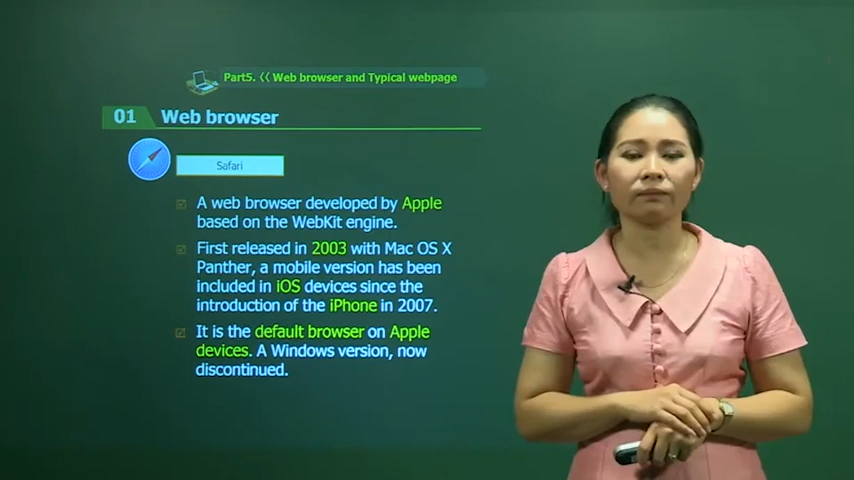 Part5. 《 Web browser and Typical webpage
01 Web browser
Safari
A web browser developed by Apple
based on the WebKit engine.
First released in 2003 with Mac OS X
Panther, a mobile version has been
included in iOS devices since the
introduction of the iPhone in 2007.
It is the default browser on Apple
devices. A Windows version, now
discontinued.